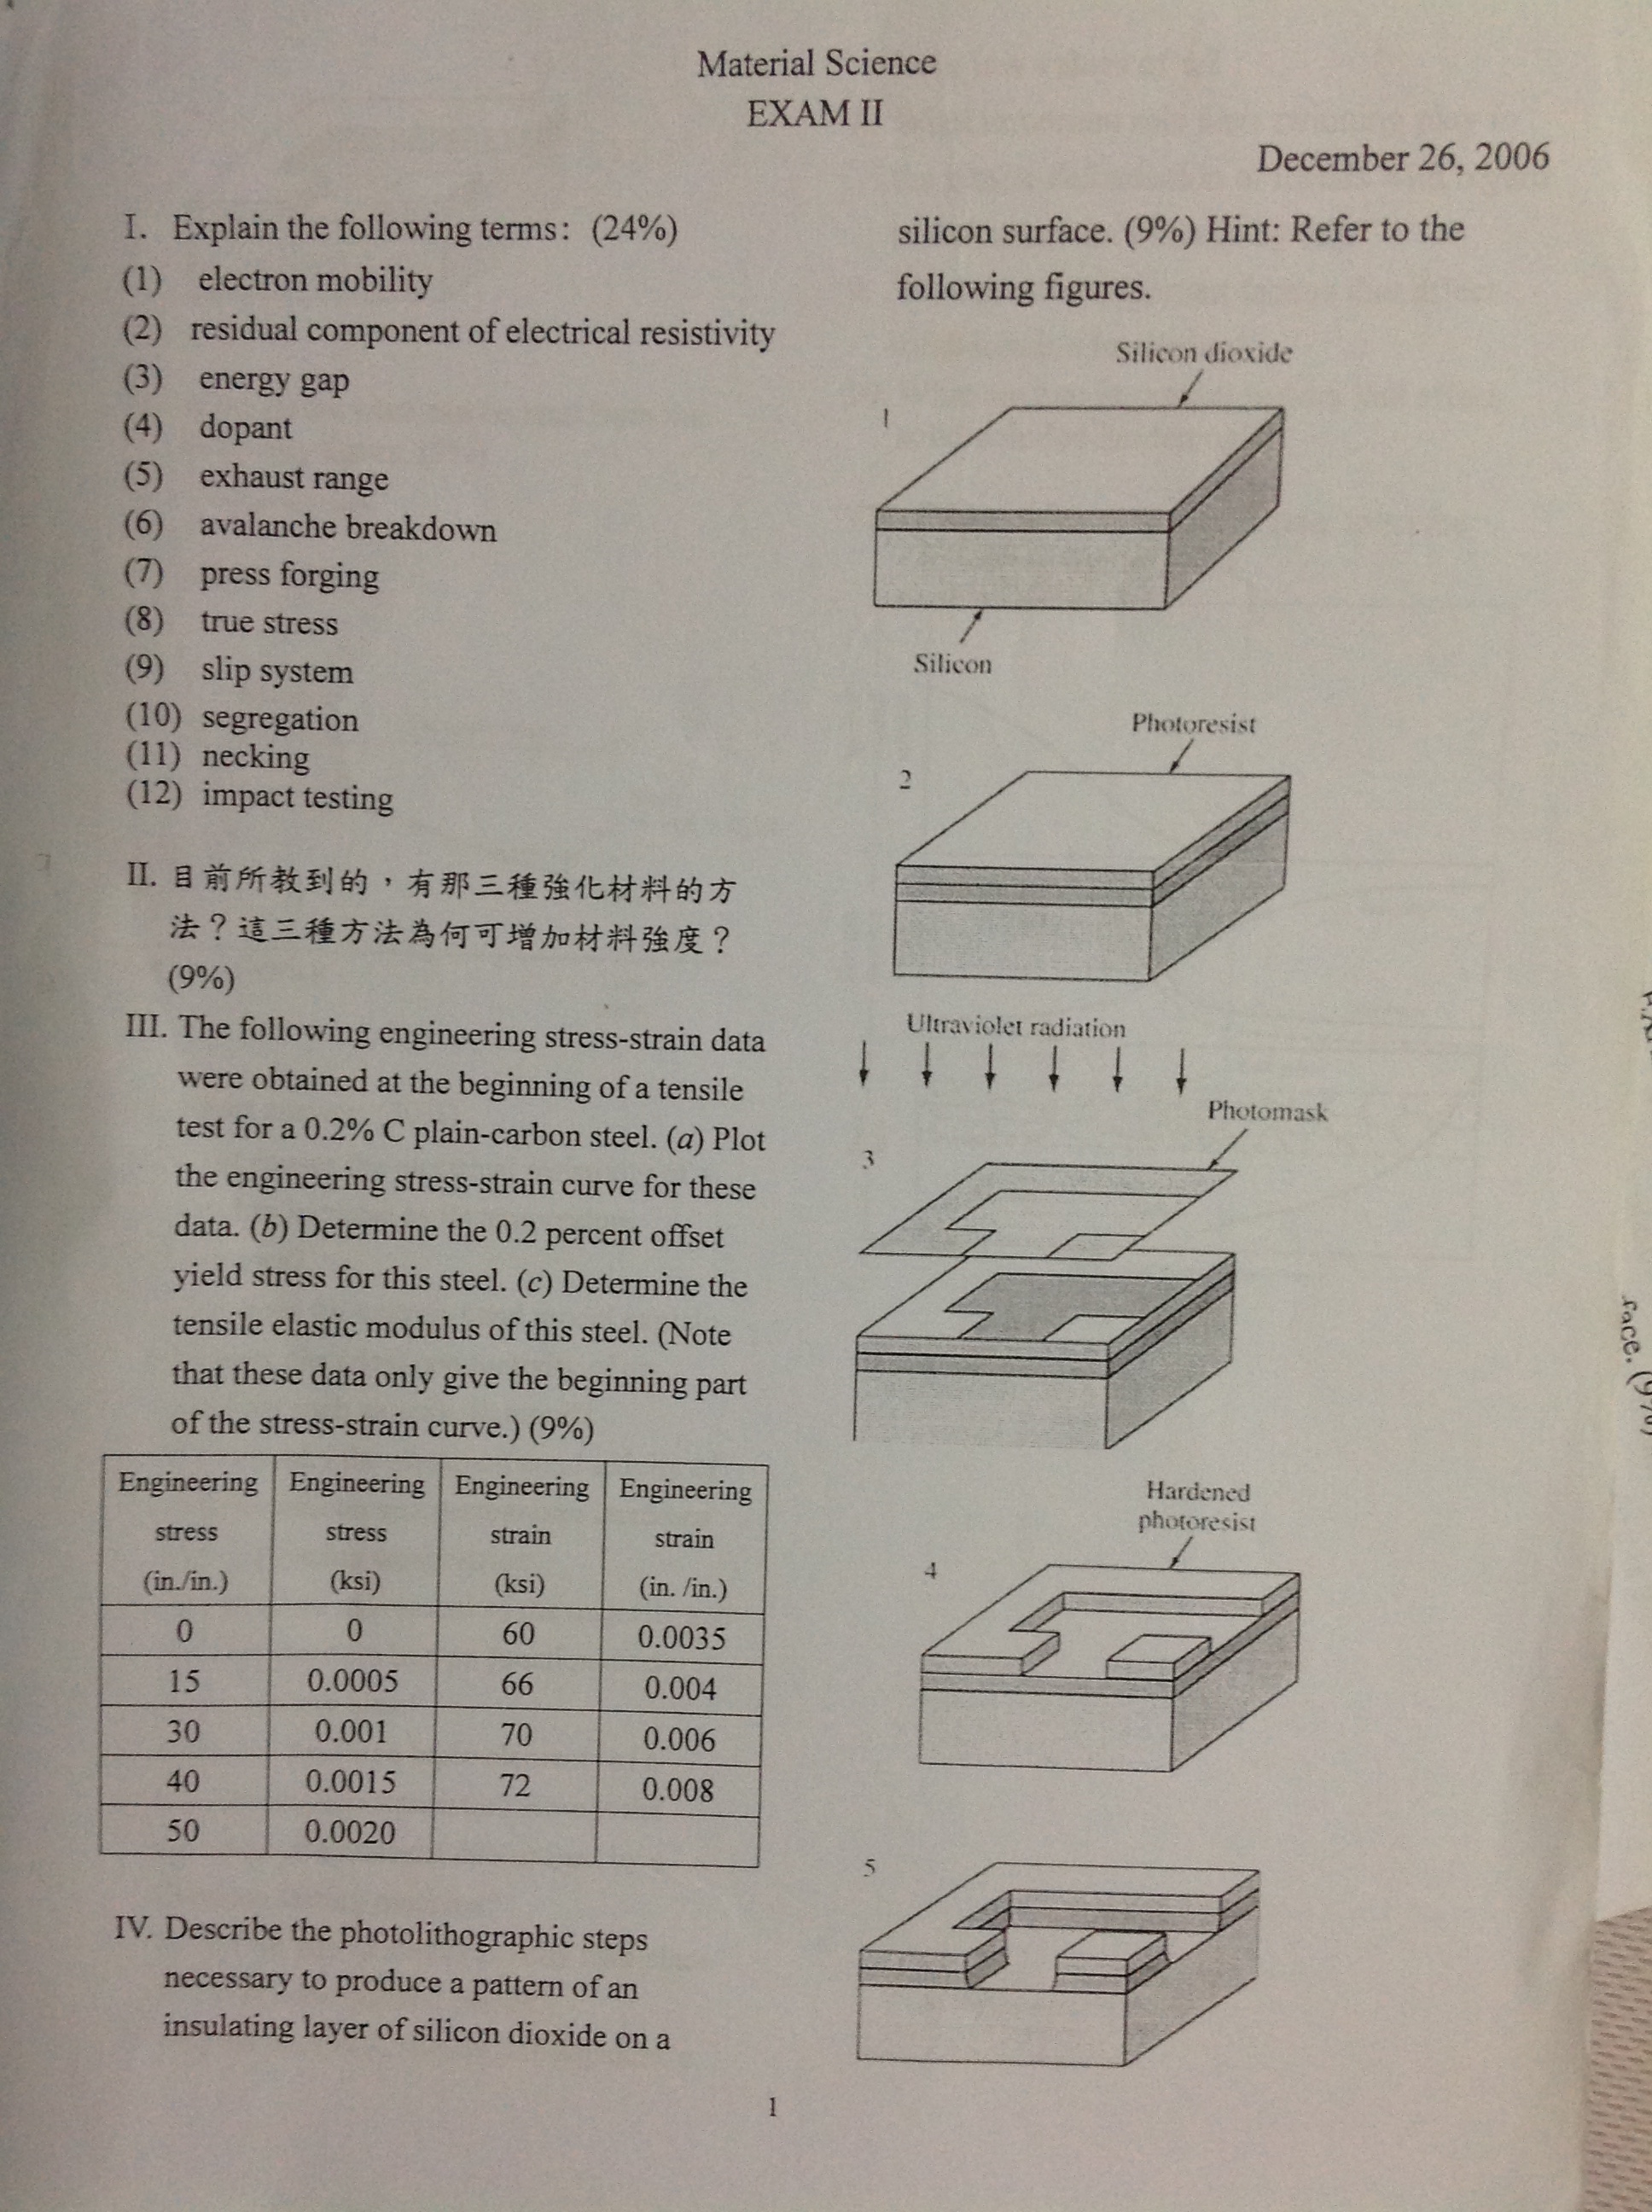 Material Science
EXAM II
December 26, 2006
I. Explain the following terms: (24%)
(1) electron mobility
(2) residual component of electrical resistivity
(3) energy gap
(4) dopant
(5) exhaust range
(6) avalanche breakdown
(7) press forging
(8) true stress
(9) slip system
(10) segregation
(11) necking
(12) impact testing
II. 目前所教到的，有那三種強化材料的方
法？這三種方法為何可增加材料強度？
(9%)
III. The following engineering stress-strain data
were obtained at the beginning of a tensile
test for a 0.2% C plain-carbon steel. (a) Plot
the engineering stress-strain curve for these
data. (b) Determine the 0.2 percent offset
yield stress for this steel. (c) Determine the
tensile elastic modulus of this steel. (Note
that these data only give the beginning part
of the stress-strain curve.) (9%)
Engineering Engineering Engineering Engineering
stress stress strain strain
(in./in.) (ksi) (ksi) (in. /in.)
0 0 60 0.0035
15 0.0005 66 0.004
30 0.001 70 0.006
40 0.0015 72 0.008
50 0.0020
IV. Describe the photolithographic steps
necessary to produce a pattern of an
insulating layer of silicon dioxide on a
silicon surface. (9%) Hint: Refer to the
following figures.
Silicon dioxide
1
Silicon
Photoresist
2
Ultraviolet radiation
Photomask
3
Hardened
photoresist
4
5
1
face. (9%)